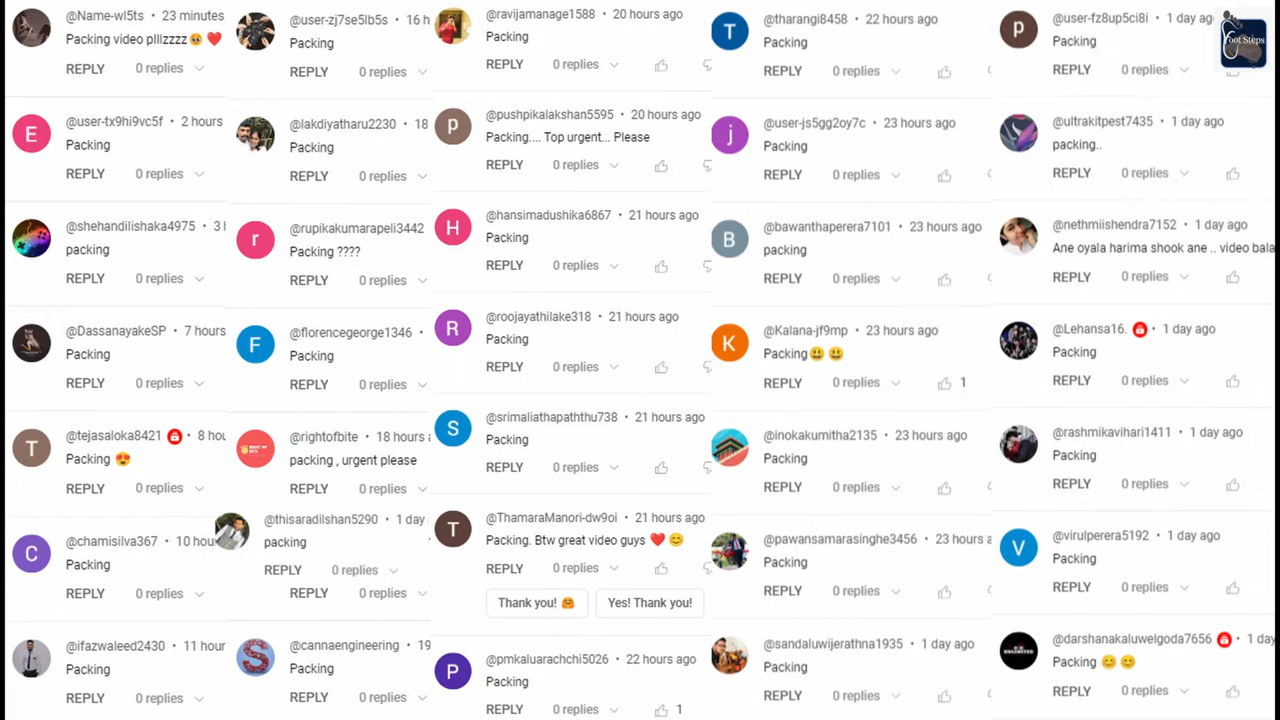 @Name-wl5ts • 23 minutes
Packing video plllzzzz🥺 ❤️
REPLY 0 replies
@user-tx9hi9vc5f • 2 hours
Packing
REPLY 0 replies
@shehandilishaka4975 • 3 h
packing
REPLY 0 replies
@DassanayakeSP • 7 hours
Packing
REPLY 0 replies
@tejasaloka8421 • 8 hou
Packing 😍
REPLY 0 replies
@chamisilva367 • 10 hou
Packing
REPLY 0 replies
@ifazwaleed2430 • 11 hour
Packing
REPLY 0 replies
@user-zj7se5lb5s • 16 h
Packing
REPLY 0 replies
@lakdiyatharu2230 • 18
Packing
REPLY 0 replies
@rupikakumarapeli3442
Packing ????
REPLY 0 replies
@florencegeorge1346 •
Packing
REPLY 0 replies
@rightofbite • 18 hours a
packing , urgent please
REPLY 0 replies
@thisaradilshan5290 • 1 day
packing
REPLY 0 replies
REPLY 0 replies
@cannaengineering • 19
Packing
REPLY 0 replies
@ravijamanage1588 • 20 hours ago
Packing
REPLY 0 replies
@pushpikalakshan5595 • 20 hours ago
Packing.... Top urgent... Please
REPLY 0 replies
@hansimadushika6867 • 21 hours ago
Packing
REPLY 0 replies
@roojayathilake318 • 21 hours ago
Packing
REPLY 0 replies
@srimaliathapaththu738 • 21 hours ago
Packing
REPLY 0 replies
@ThamaraManori-dw9oi • 21 hours ago
Packing. Btw great video guys ❤️ 😊
REPLY 0 replies
Thank you! 🤗 Yes! Thank you!
@pmkaluarachchi5026 • 22 hours ago
Packing
REPLY 0 replies 1
@tharangi8458 • 22 hours ago
Packing
REPLY 0 replies
@user-js5gg2oy7c • 23 hours ago
Packing
REPLY 0 replies
@bawanthaperera7101 • 23 hours ago
packing
REPLY 0 replies
@Kalana-jf9mp • 23 hours ago
Packing😃 😃
REPLY 0 replies 1
@inokakumitha2135 • 23 hours ago
Packing
REPLY 0 replies
@pawansamarasinghe3456 • 23 hours a
Packing
REPLY 0 replies
@sandaluwijerathna1935 • 1 day ago
Packing
REPLY 0 replies
@user-fz8up5ci8i • 1 day ag
Packing
REPLY 0 replies
@ultrakitpest7435 • 1 day ago
packing..
REPLY 0 replies
@nethmiishendra7152 • 1 day ago
Ane oyala harima shook ane .. video bala
REPLY 0 replies
@Lehansa16. • 1 day ago
Packing
REPLY 0 replies
@rashmikavihari1411 • 1 day ago
Packing
REPLY 0 replies
@virulperera5192 • 1 day ago
Packing
REPLY 0 replies
@darshanakaluwelgoda7656 • 1 day
Packing 😊 😊
REPLY 0 replies
Foot Steps
E
T
C
r
F
S
p
H
R
S
T
P
T
j
B
K
p
V